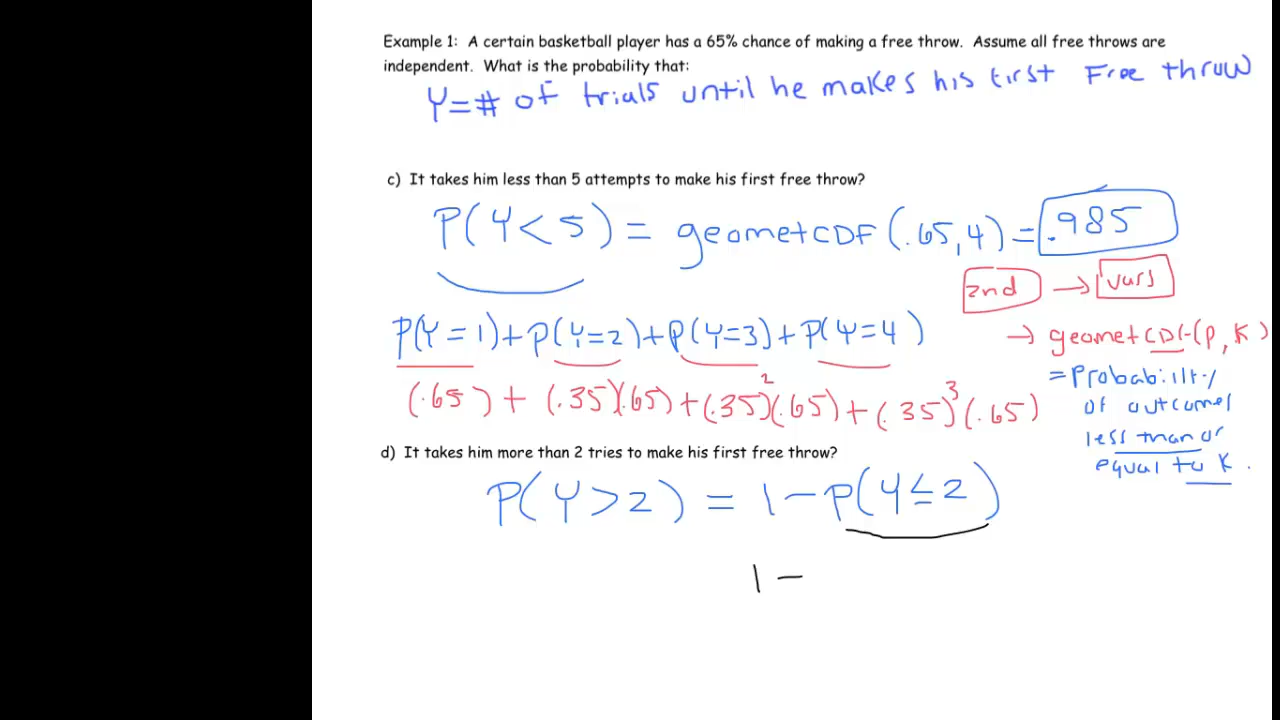 Example 1: A certain basketball player has a 65% chance of making a free throw. Assume all free throws are
independent. What is the probability that:
Y = # of trials until he makes his first Free throw
c) It takes him less than 5 attempts to make his first free throw?
P(Y < 5) = geometCDF(.65,4) = .985
2nd → vars
P(Y = 1) + P(Y = 2) + P(Y = 3) + P(Y = 4)
→ geometCDF(P, K)
= Probability
of outcomes
less than or
equal to K.
(.65) + (.35)(.65) + (.35)²(.65) + (.35)³(.65)
d) It takes him more than 2 tries to make his first free throw?
P(Y > 2) = 1 − P(Y ≤ 2)
1 −